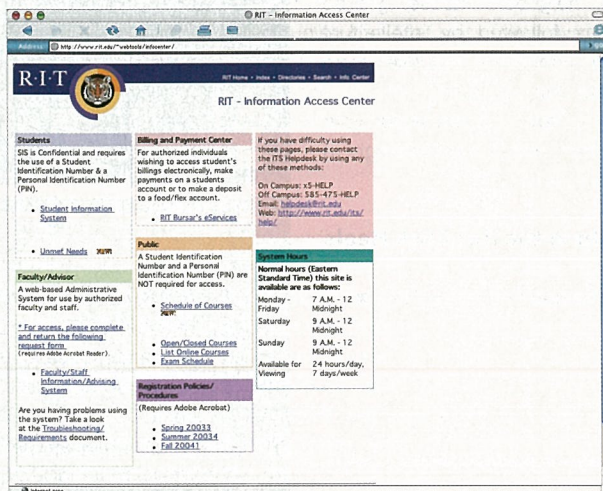 RIT - Information Access Center
Address
http://www.rit.edu/~webtools/infocenter/
R·I·T
RIT Home • Index • Directories • Search • Info Center
RIT - Information Access Center
Students
SIS is Confidential and requires
the use of a Student
Identification Number & a
Personal Identification Number
(PIN).
• Student Information
System
• Unmet Needs NEW!
Faculty/Advisor
A web-based Administrative
System for use by authorized
faculty and staff.
* For access, please complete
and return the following
request form
(requires Adobe Acrobat Reader).
• Faculty/Staff
Information/Advising
System
Are you having problems using
the system? Take a look
at the Troubleshooting/
Requirements document.
Billing and Payment Center
For authorized individuals
wishing to access student's
billings electronically, make
payments on a students
account or to make a deposit
to a food/flex account.
• RIT Bursar's eServices
Public
A Student Identification
Number and a Personal
Identification Number (PIN) are
NOT required for access.
• Schedule of Courses
NEW!
• Open/Closed Courses
• List Online Courses
• Exam Schedule
Registration Policies/
Procedures
(Requires Adobe Acrobat)
• Spring 20033
• Summer 20034
• Fall 20041
If you have difficulty using
these pages, please contact
the ITS Helpdesk by using any
of these methods:
On Campus: x5-HELP
Off Campus: 585-475-HELP
Email: helpdesk@rit.edu
Web: http://www.rit.edu/its/
help/
System Hours
Normal hours (Eastern
Standard Time) this site is
available are as follows:
Monday - 7 A.M. - 12
Friday Midnight
Saturday 9 A.M. - 12
Midnight
Sunday 9 A.M. - 12
Midnight
Available for 24 hours/day,
Viewing 7 days/week
Internet zone